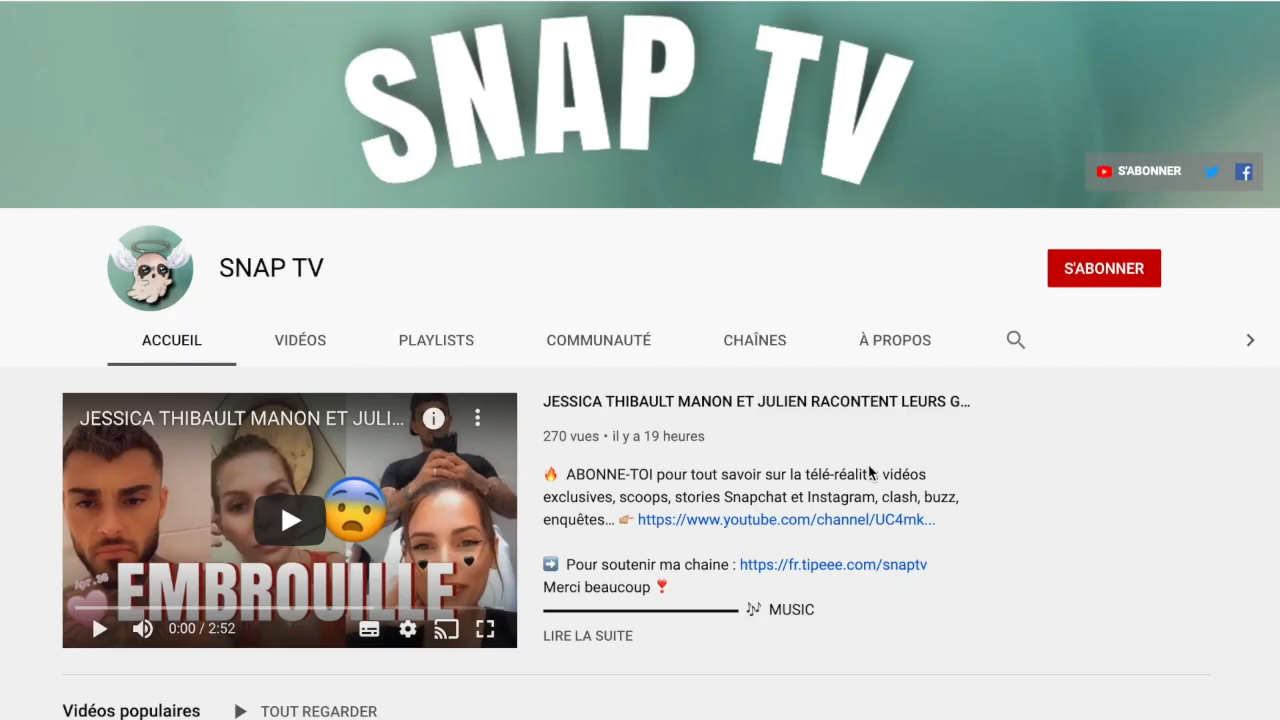 SNAP TV
S'ABONNER
SNAP TV
S'ABONNER
ACCUEIL VIDÉOS PLAYLISTS COMMUNAUTÉ CHAÎNES À PROPOS
JESSICA THIBAULT MANON ET JULI...
EMBROUILLE
0:00 / 2:52
JESSICA THIBAULT MANON ET JULIEN RACONTENT LEURS G...
270 vues • il y a 19 heures
🔥 ABONNE-TOI pour tout savoir sur la télé-réalité vidéos
exclusives, scoops, stories Snapchat et Instagram, clash, buzz,
enquêtes... 👉 https://www.youtube.com/channel/UC4mk...
➡️ Pour soutenir ma chaine : https://fr.tipeee.com/snaptv
Merci beaucoup ❣️
🎶 MUSIC
LIRE LA SUITE
Vidéos populaires
TOUT REGARDER